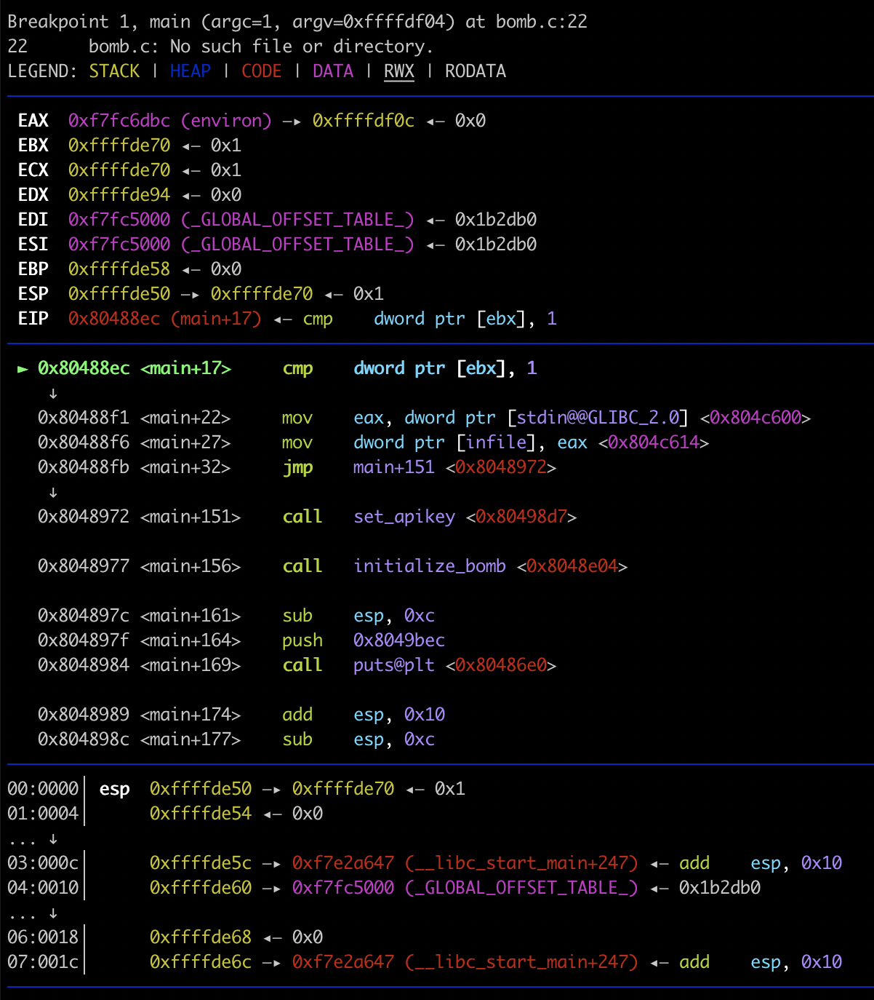 Breakpoint 1, main (argc=1, argv=0xffffdf04) at bomb.c:22
22      bomb.c: No such file or directory.
LEGEND: STACK | HEAP | CODE | DATA | RWX | RODATA
EAX  0xf7fc6dbc (environ) —▸ 0xffffdf0c ◂— 0x0
EBX  0xffffde70 ◂— 0x1
ECX  0xffffde70 ◂— 0x1
EDX  0xffffde94 ◂— 0x0
EDI  0xf7fc5000 (_GLOBAL_OFFSET_TABLE_) ◂— 0x1b2db0
ESI  0xf7fc5000 (_GLOBAL_OFFSET_TABLE_) ◂— 0x1b2db0
EBP  0xffffde58 ◂— 0x0
ESP  0xffffde50 —▸ 0xffffde70 ◂— 0x1
EIP  0x80488ec (main+17) ◂— cmp    dword ptr [ebx], 1
► 0x80488ec <main+17>     cmp    dword ptr [ebx], 1
↓
0x80488f1 <main+22>     mov    eax, dword ptr [stdin@@GLIBC_2.0] <0x804c600>
0x80488f6 <main+27>     mov    dword ptr [infile], eax <0x804c614>
0x80488fb <main+32>     jmp    main+151 <0x8048972>
↓
0x8048972 <main+151>    call   set_apikey <0x80498d7>
0x8048977 <main+156>    call   initialize_bomb <0x8048e04>
0x804897c <main+161>    sub    esp, 0xc
0x804897f <main+164>    push   0x8049bec
0x8048984 <main+169>    call   puts@plt <0x80486e0>
0x8048989 <main+174>    add    esp, 0x10
0x804898c <main+177>    sub    esp, 0xc
00:0000│ esp  0xffffde50 —▸ 0xffffde70 ◂— 0x1
01:0004│      0xffffde54 ◂— 0x0
... ↓
03:000c│      0xffffde5c —▸ 0xf7e2a647 (__libc_start_main+247) ◂— add    esp, 0x10
04:0010│      0xffffde60 —▸ 0xf7fc5000 (_GLOBAL_OFFSET_TABLE_) ◂— 0x1b2db0
... ↓
06:0018│      0xffffde68 ◂— 0x0
07:001c│      0xffffde6c —▸ 0xf7e2a647 (__libc_start_main+247) ◂— add    esp, 0x10